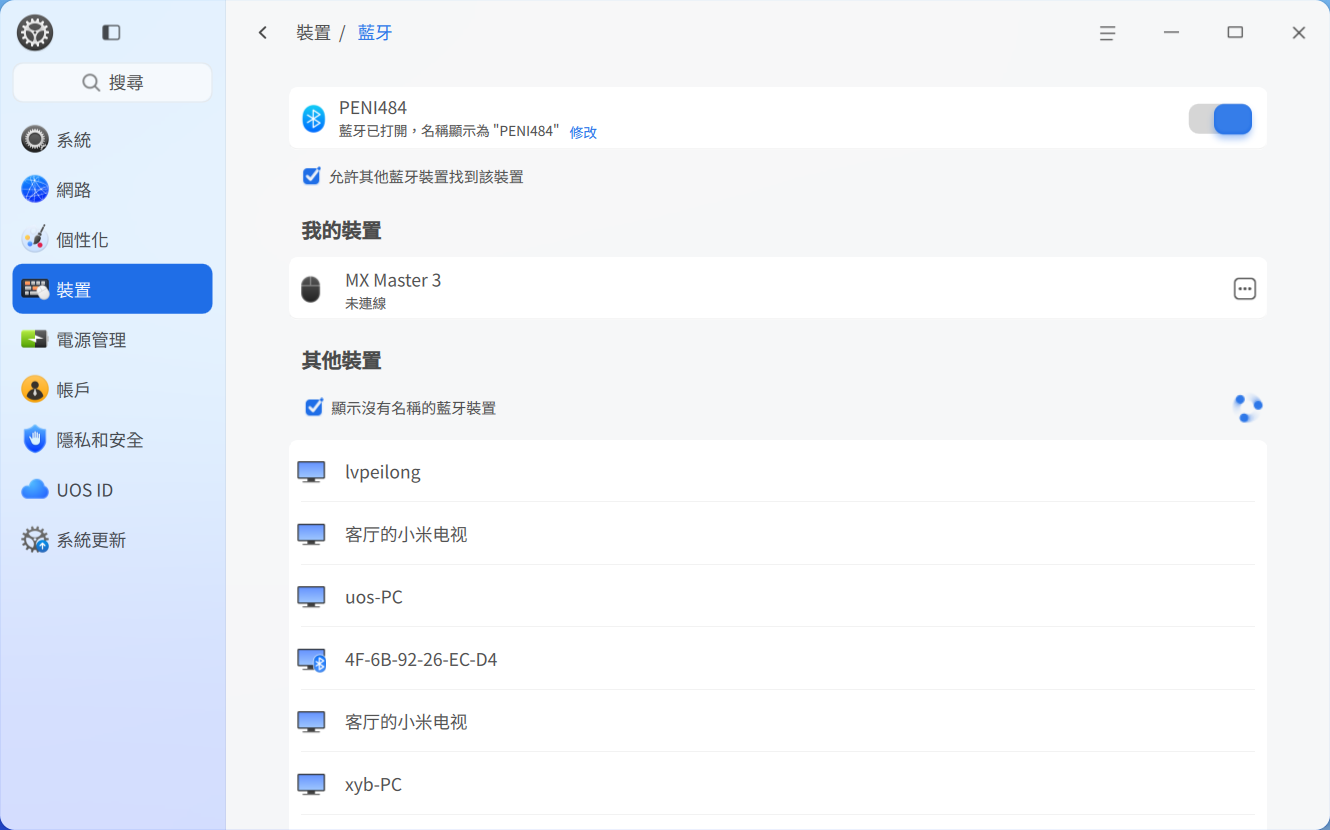 裝置 / 藍牙
搜尋
系統
網路
個性化
裝置
電源管理
帳戶
隱私和安全
UOS ID
系統更新
PENI484
藍牙已打開，名稱顯示為 "PENI484" 修改
允許其他藍牙裝置找到該裝置
我的裝置
MX Master 3
未連線
其他裝置
顯示沒有名稱的藍牙裝置
lvpeilong
客厅的小米电视
uos-PC
4F-6B-92-26-EC-D4
客厅的小米电视
xyb-PC